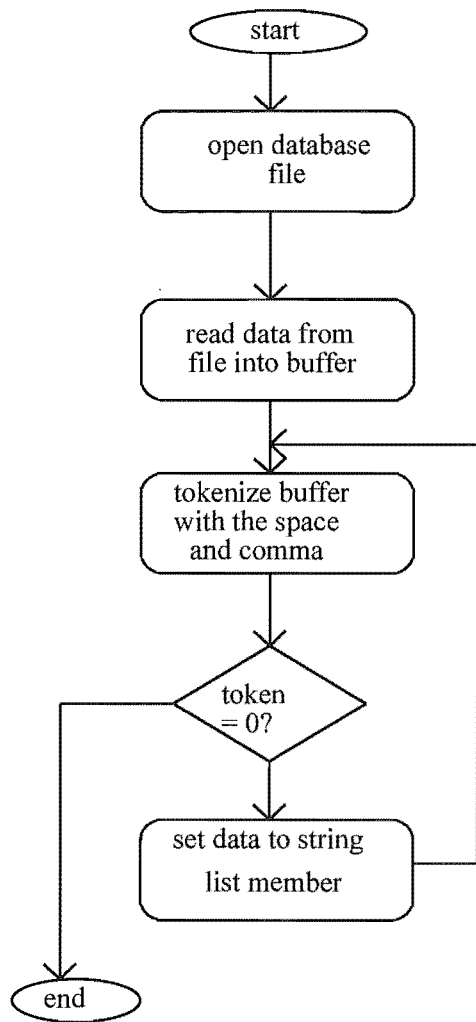 start
open database
file
read data from
file into buffer
tokenize buffer
with the space
and comma
token
= 0?
set data to string
list member
end